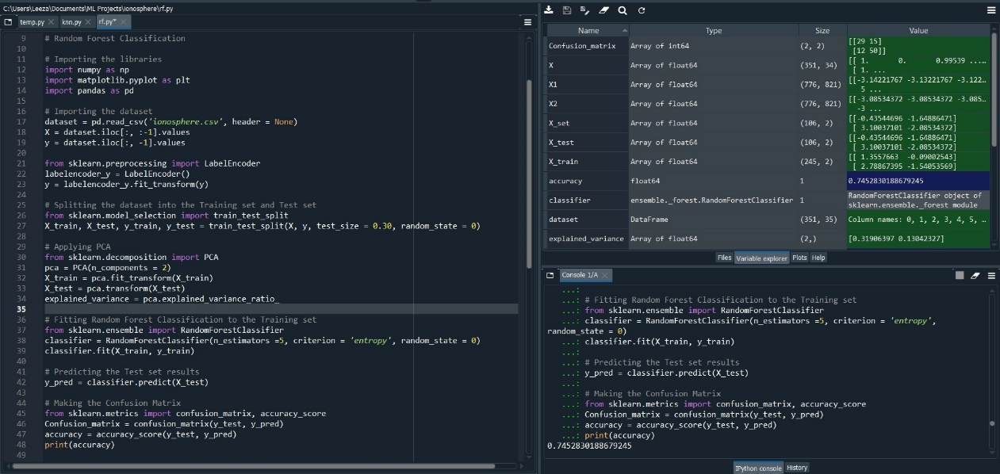 C:\Users\Leeza\Documents\ML Projects\ionosphere\rf.py
temp.py
knn.py
rf.py*
9 # Random Forest Classification
10
11 # Importing the libraries
12 import numpy as np
13 import matplotlib.pyplot as plt
14 import pandas as pd
15
16 # Importing the dataset
17 dataset = pd.read_csv('ionosphere.csv', header = None)
18 X = dataset.iloc[:, :-1].values
19 y = dataset.iloc[:, -1].values
20
21 from sklearn.preprocessing import LabelEncoder
22 labelencoder_y = LabelEncoder()
23 y = labelencoder_y.fit_transform(y)
24
25 # Splitting the dataset into the Training set and Test set
26 from sklearn.model_selection import train_test_split
27 X_train, X_test, y_train, y_test = train_test_split(X, y, test_size = 0.30, random_state = 0)
28
29 # Applying PCA
30 from sklearn.decomposition import PCA
31 pca = PCA(n_components = 2)
32 X_train = pca.fit_transform(X_train)
33 X_test = pca.transform(X_test)
34 explained_variance = pca.explained_variance_ratio_
35
36 # Fitting Random Forest Classification to the Training set
37 from sklearn.ensemble import RandomForestClassifier
38 classifier = RandomForestClassifier(n_estimators =5, criterion = 'entropy', random_state = 0)
39 classifier.fit(X_train, y_train)
40
41 # Predicting the Test set results
42 y_pred = classifier.predict(X_test)
43
44 # Making the Confusion Matrix
45 from sklearn.metrics import confusion_matrix, accuracy_score
46 Confusion_matrix = confusion_matrix(y_test, y_pred)
47 accuracy = accuracy_score(y_test, y_pred)
48 print(accuracy)
49
Name Type Size Value
Confusion_matrix Array of int64 (2, 2) [[29 15]
[12 50]]
X Array of float64 (351, 34) [[ 1. 0. 0.99539 ...…
[ 1. ...
X1 Array of float64 (776, 821) [[-3.14221767 -3.13221767 -3.122…
5 ...
X2 Array of float64 (776, 821) [[-3.08534372 -3.08534372 -3.085…
-3 ...
X_set Array of float64 (106, 2) [[-0.43544696 -1.64886471]
[ 3.10037101 -2.08534372]
X_test Array of float64 (106, 2) [[-0.43544696 -1.64886471]
[ 3.10037101 -2.08534372]
X_train Array of float64 (245, 2) [[ 1.3557663 -0.09002543]
[ 2.78867395 -1.54053569]
accuracy float64 1 0.7452830188679245
classifier ensemble._forest.RandomForestClassifier 1 RandomForestClassifier object of
sklearn.ensemble._forest module
dataset DataFrame (351, 35) Column names: 0, 1, 2, 3, 4, 5, …
explained_variance Array of float64 (2,) [0.31906397 0.13042327]
Files Variable explorer Plots Help
Console 1/A
...:
...: # Fitting Random Forest Classification to the Training set
...: from sklearn.ensemble import RandomForestClassifier
...: classifier = RandomForestClassifier(n_estimators =5, criterion = 'entropy',
random_state = 0)
...: classifier.fit(X_train, y_train)
...:
...: # Predicting the Test set results
...: y_pred = classifier.predict(X_test)
...:
...: # Making the Confusion Matrix
...: from sklearn.metrics import confusion_matrix, accuracy_score
...: Confusion_matrix = confusion_matrix(y_test, y_pred)
...: accuracy = accuracy_score(y_test, y_pred)
...: print(accuracy)
0.7452830188679245
IPython console History